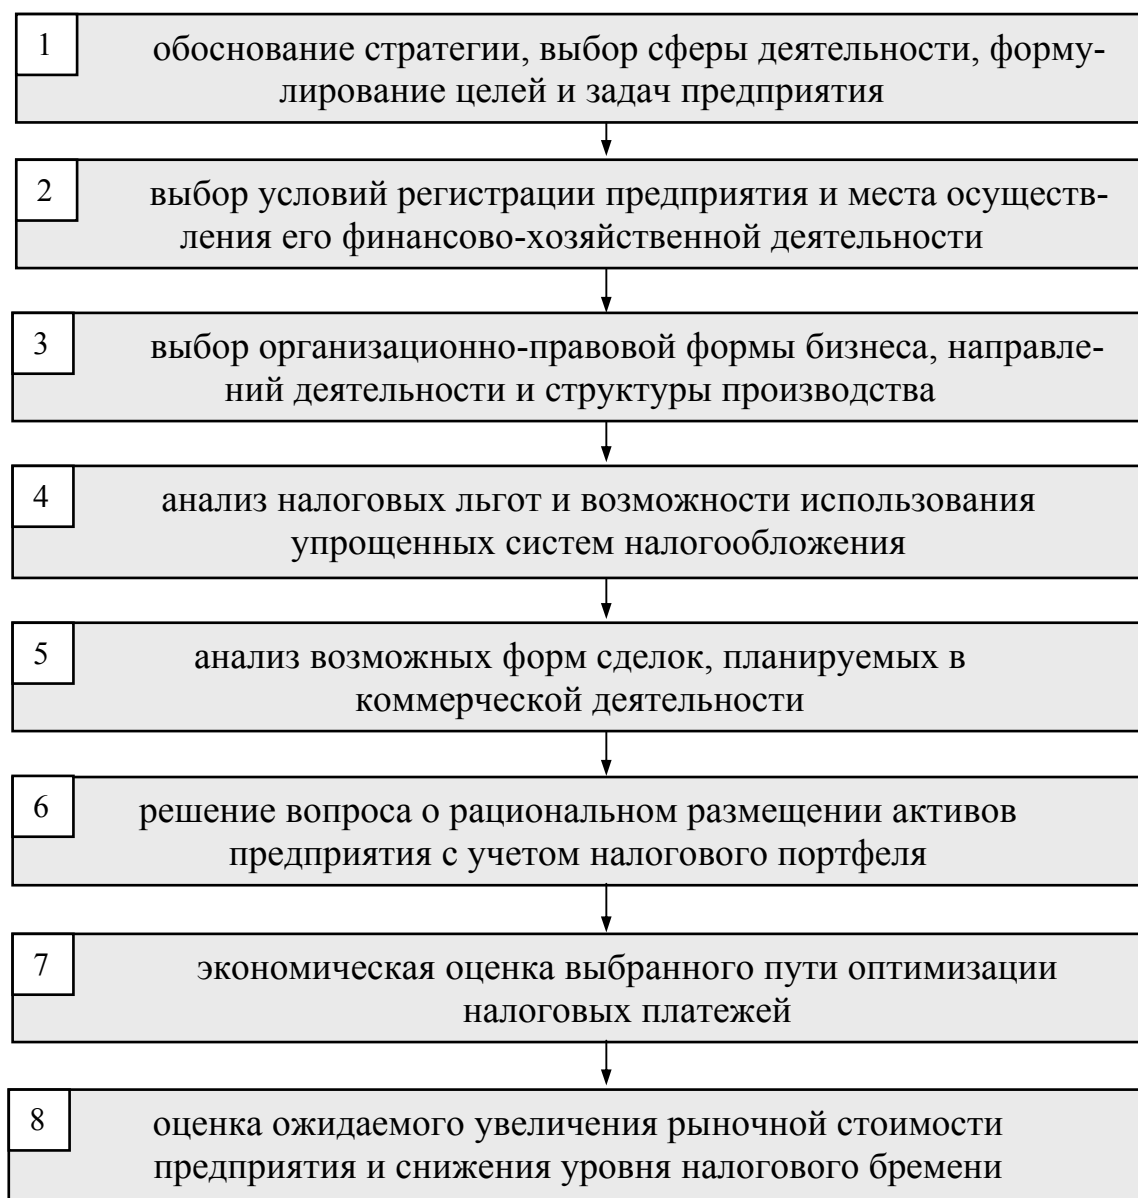 1
обоснование стратегии, выбор сферы деятельности, форму-
лирование целей и задач предприятия
2
выбор условий регистрации предприятия и места осуществ-
ления его финансово-хозяйственной деятельности
3
выбор организационно-правовой формы бизнеса, направле-
ний деятельности и структуры производства
4
анализ налоговых льгот и возможности использования
упрощенных систем налогообложения
5
анализ возможных форм сделок, планируемых в
коммерческой деятельности
6
решение вопроса о рациональном размещении активов
предприятия с учетом налогового портфеля
7
экономическая оценка выбранного пути оптимизации
налоговых платежей
8
оценка ожидаемого увеличения рыночной стоимости
предприятия и снижения уровня налогового бремени